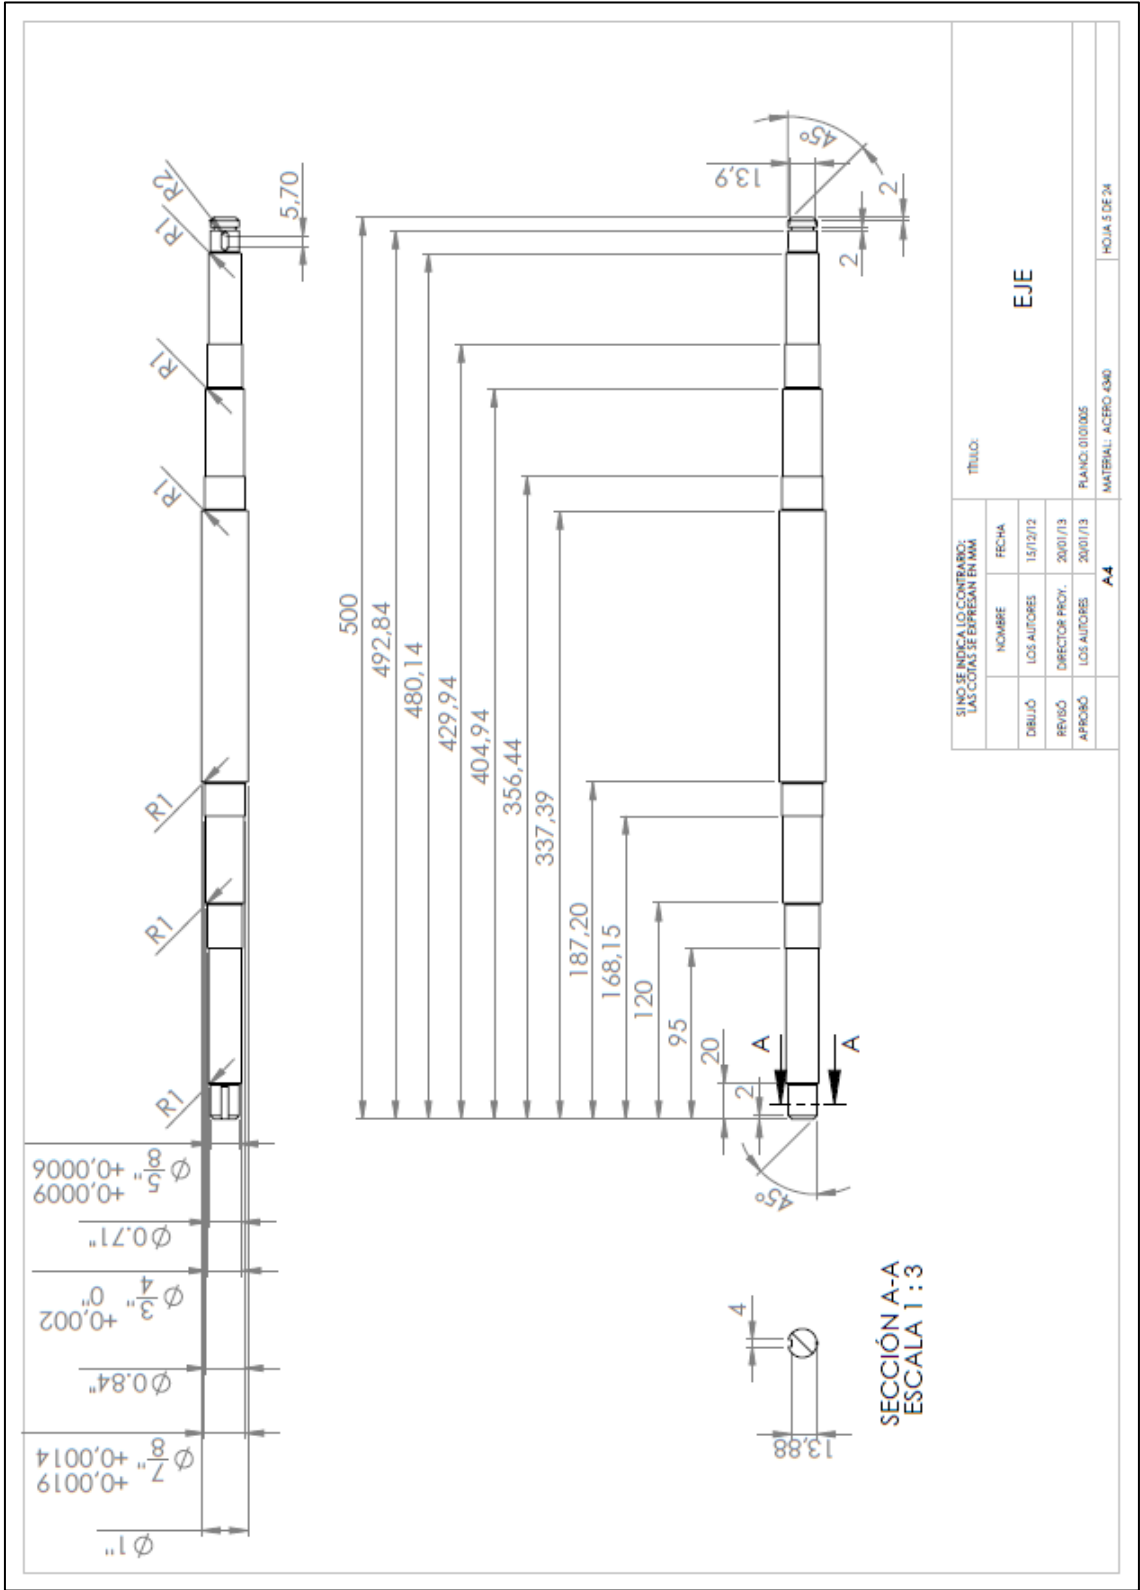 Ø 1"
Ø 7/8" +0,0019 +0,0014
Ø0.84"
Ø 3/4" +0,002 0"
Ø0.71"
Ø 5/8" +0,0009 +0,0006
R1
R1
R1
R1
R1
R1
R2
5,70
500
492,84
480,14
429,94
404,94
356,44
337,39
187,20
168,15
120
95
20
2
A
A
45°
13,9
45°
2
2
4
13,88
SECCIÓN A-A
ESCALA 1 : 3
SI NO SE INDICA LO CONTRARIO:
LAS COTAS SE EXPRESAN EN MM
NOMBRE FECHA
DIBUJÓ LOS AUTORES 15/12/12
REVISÓ DIRECTOR PROY. 20/01/13
APROBÓ LOS AUTORES 20/01/13
TÍTULO:
EJE
PLANO: 0101005
A4
MATERIAL: ACERO 4340
HOJA 5 DE 24